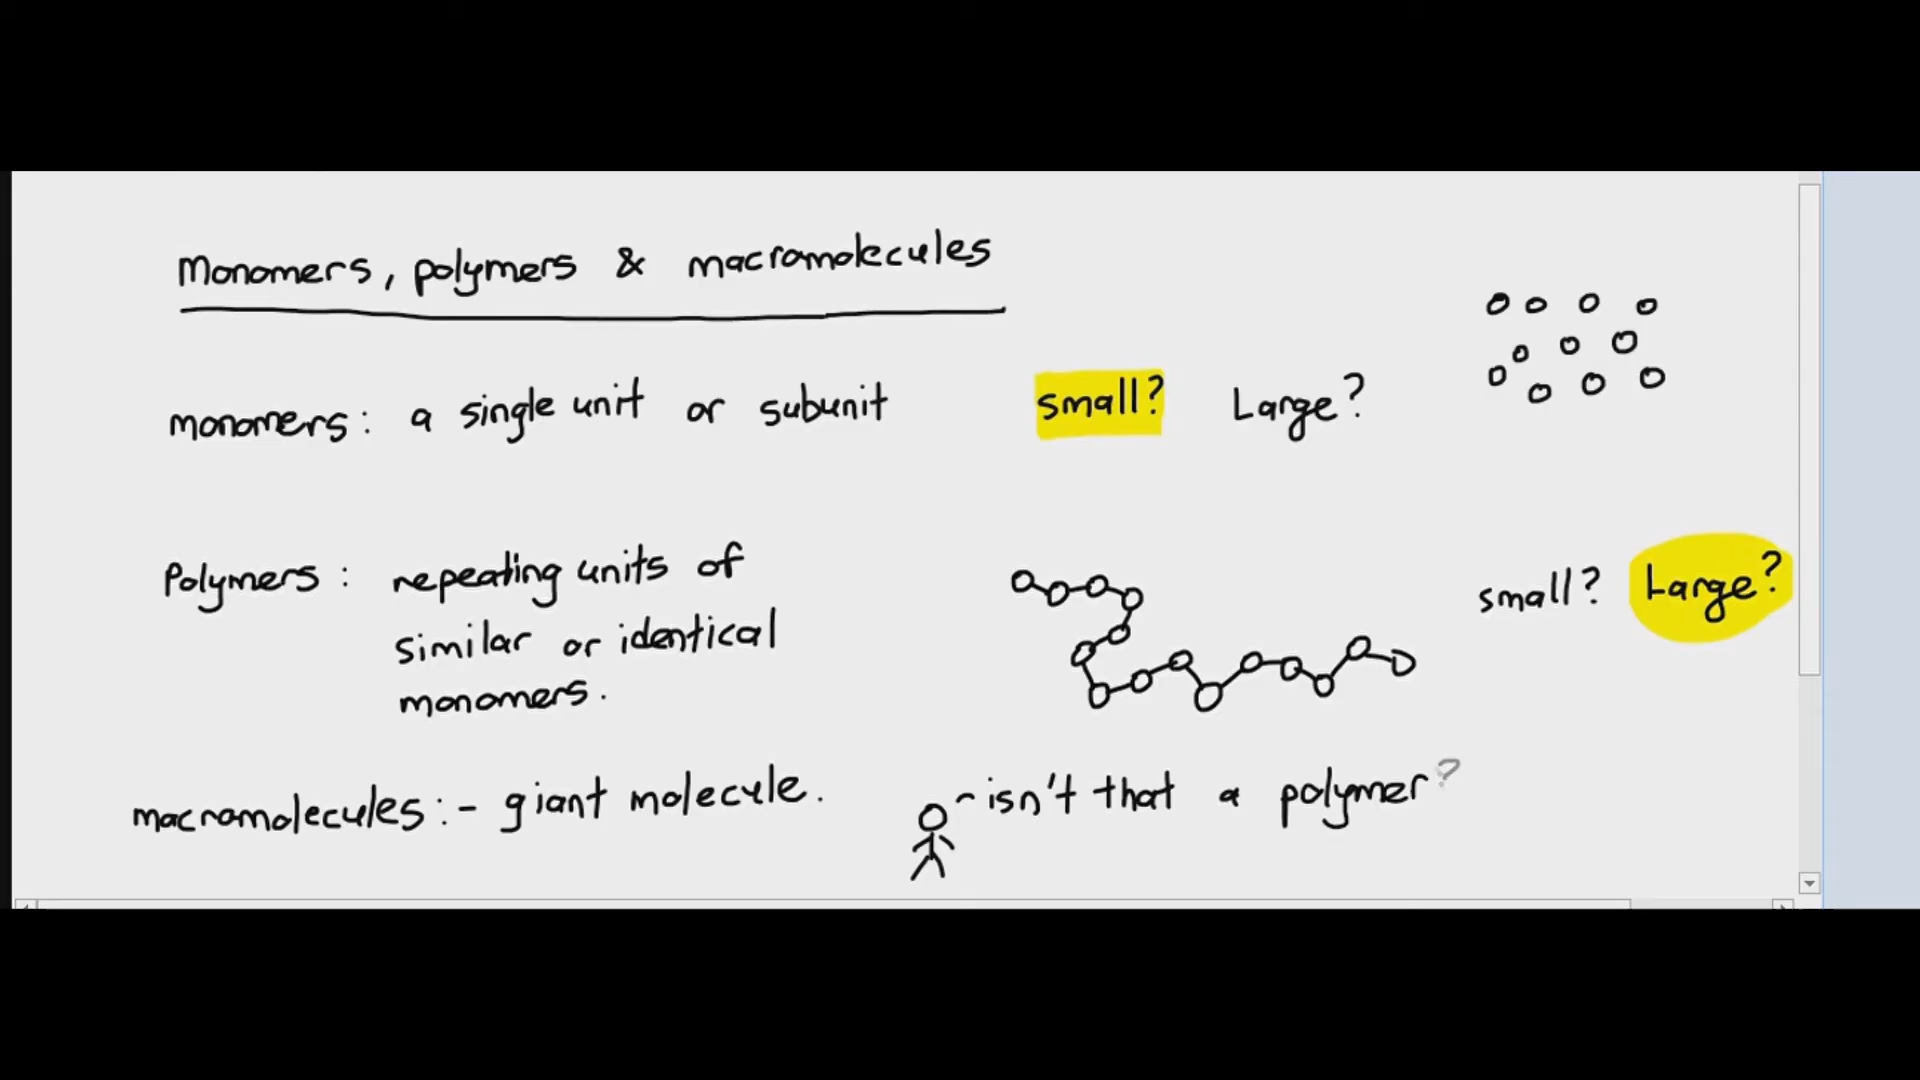 Monomers, polymers & macromolecules
monomers: a single unit or subunit small? Large?
Polymers: repeating units of small? Large?
similar or identical
monomers.
macromolecules:- giant molecule. isn't that a polymer?